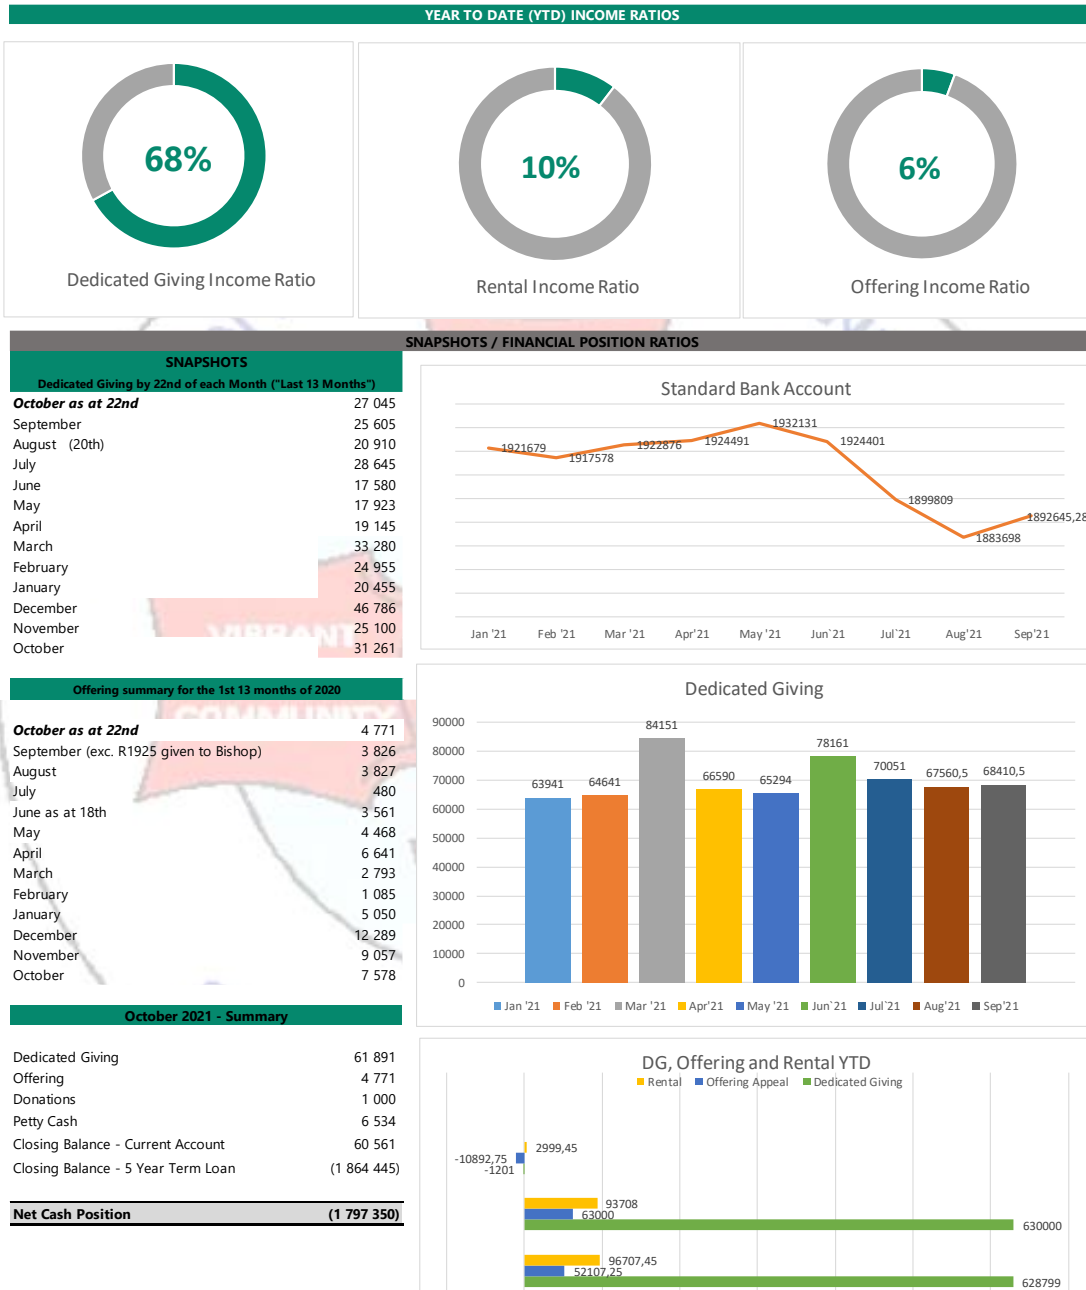 YEAR TO DATE (YTD) INCOME RATIOS
68%
Dedicated Giving Income Ratio
10%
Rental Income Ratio
6%
Offering Income Ratio
SNAPSHOTS / FINANCIAL POSITION RATIOS
SNAPSHOTS
Dedicated Giving by 22nd of each Month ("Last 13 Months")
October as at 22nd 27 045
September 25 605
August (20th) 20 910
July 28 645
June 17 580
May 17 923
April 19 145
March 33 280
February 24 955
January 20 455
December 46 786
November 25 100
October 31 261
VIBRANT
Offering summary for the 1st 13 months of 2020
COMMUNITY
October as at 22nd 4 771
September (exc. R1925 given to Bishop) 3 826
August 3 827
July 480
June as at 18th 3 561
May 4 468
April 6 641
March 2 793
February 1 085
January 5 050
December 12 289
November 9 057
October 7 578
October 2021 - Summary
Dedicated Giving 61 891
Offering 4 771
Donations 1 000
Petty Cash 6 534
Closing Balance - Current Account 60 561
Closing Balance - 5 Year Term Loan (1 864 445)
Net Cash Position (1 797 350)
Standard Bank Account
1921679 1917578 1922876 1924491 1932131 1924401 1899809 1883698 1892645,28
Jan '21 Feb '21 Mar '21 Apr'21 May '21 Jun`21 Jul`21 Aug'21 Sep'21
Dedicated Giving
90000
80000
70000
60000
50000
40000
30000
20000
10000
0
63941 64641 84151 66590 65294 78161 70051 67560,5 68410,5
Jan '21 Feb '21 Mar '21 Apr'21 May '21 Jun`21 Jul`21 Aug'21 Sep'21
DG, Offering and Rental YTD
Rental Offering Appeal Dedicated Giving
2999,45
-10892,75
-1201
93708
63000
630000
96707,45
52107,25
628799